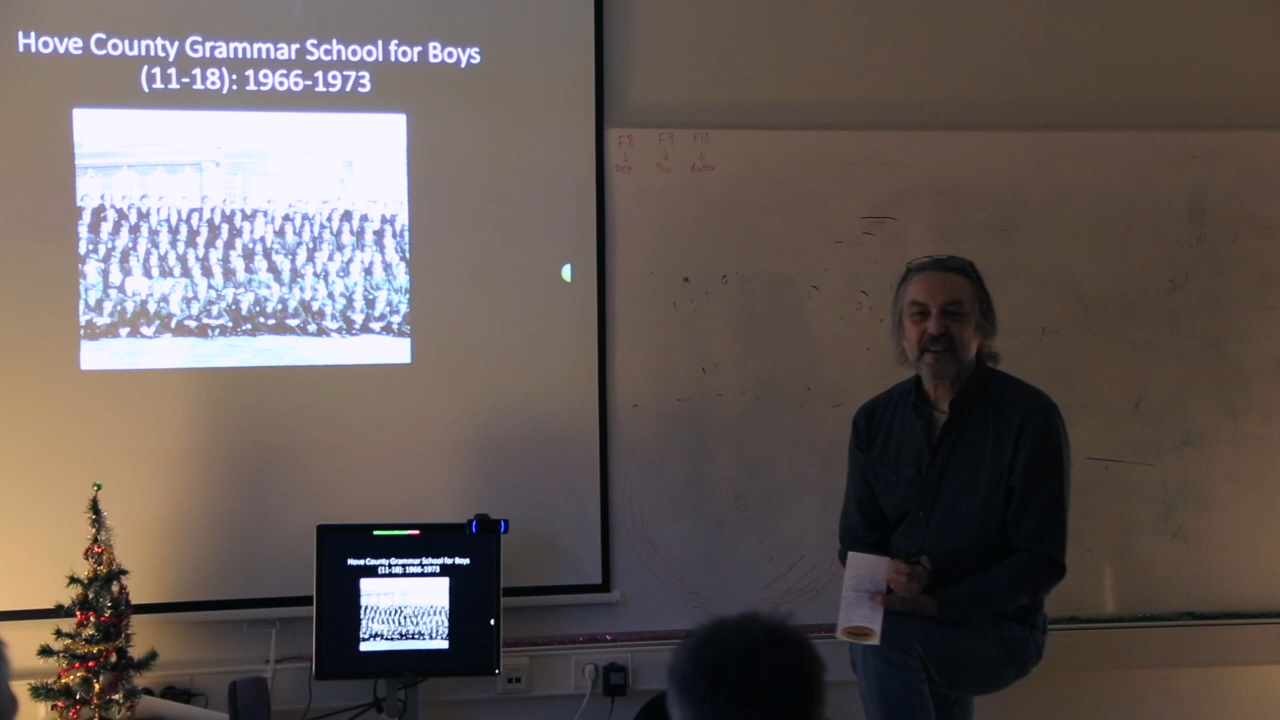 Hove County Grammar School for Boys
(11-18): 1966-1973
F8 F9 F10
Hove County Grammar School for Boys
(11-18): 1966-1973